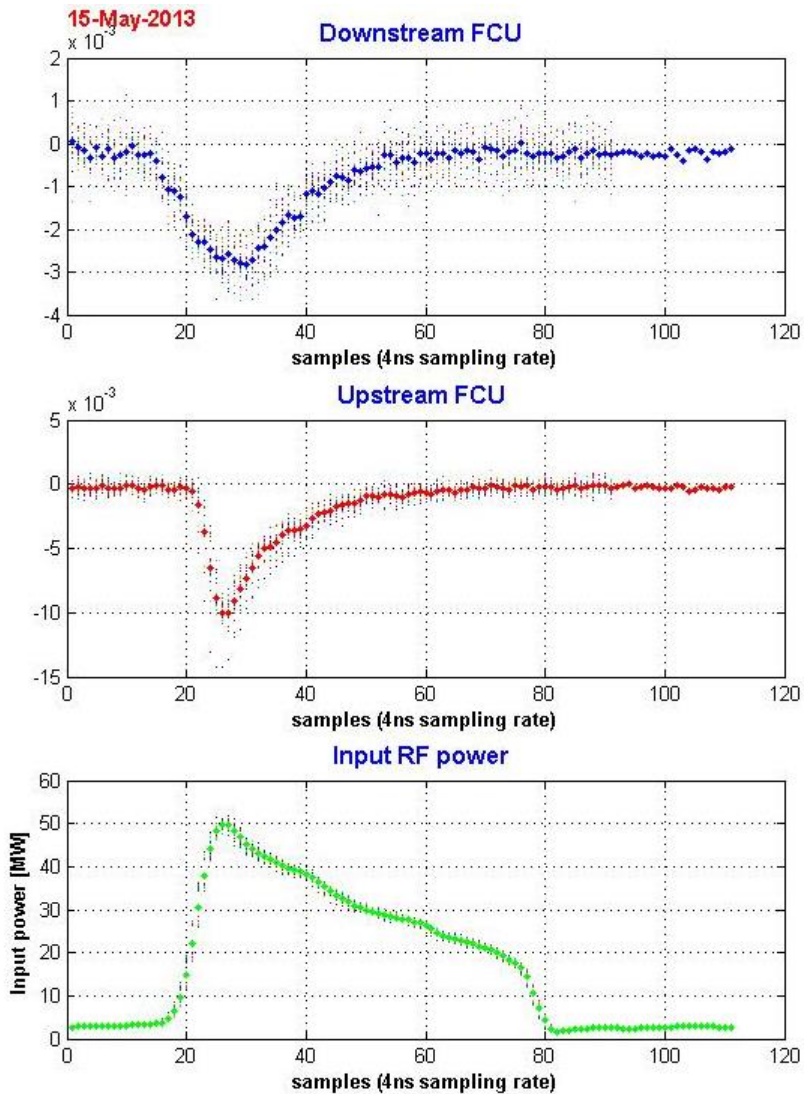 15-May-2013
x 10⁻³
Downstream FCU
2
1
0
-1
-2
-3
-4
0 20 40 60 80 100 120
samples (4ns sampling rate)
x 10⁻³
Upstream FCU
5
0
-5
-10
-15
0 20 40 60 80 100 120
samples (4ns sampling rate)
Input RF power
Input power [MW]
60
50
40
30
20
10
0
0 20 40 60 80 100 120
samples (4ns sampling rate)